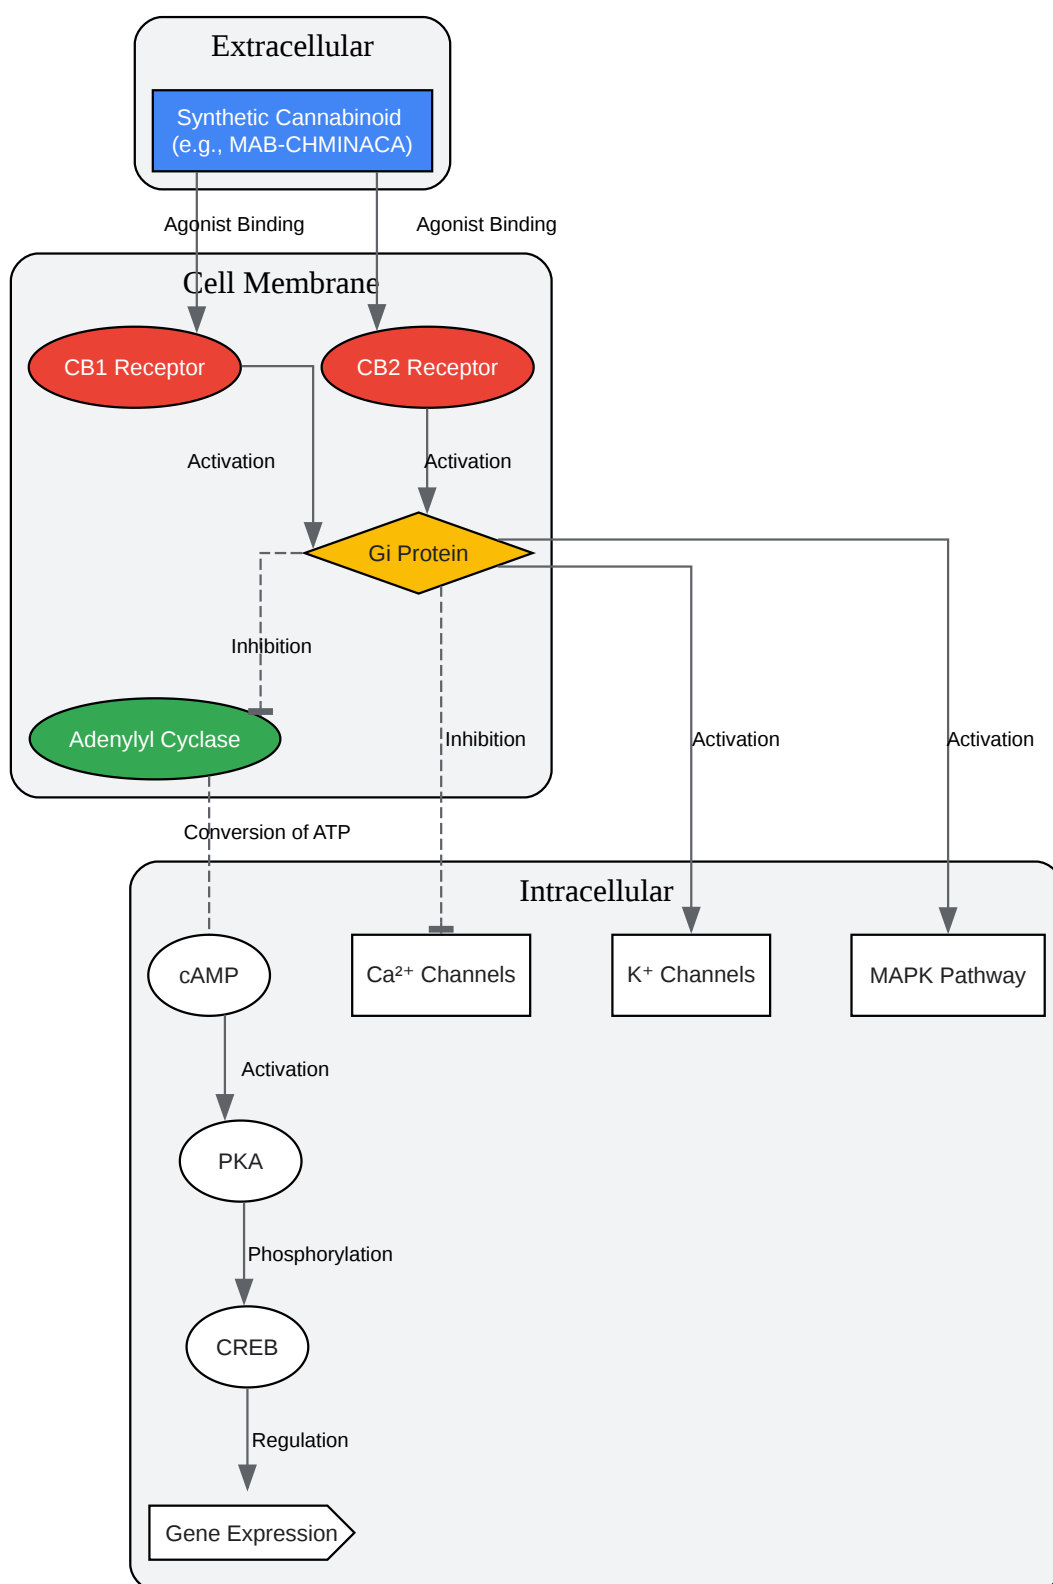 Extracellular
Synthetic Cannabinoid
(e.g., MAB-CHMINACA)
Agonist Binding
Agonist Binding
Cell Membrane
CB1 Receptor
CB2 Receptor
Activation
Activation
Gi Protein
Inhibition
Adenylyl Cyclase
Inhibition
Activation
Activation
Conversion of ATP
Intracellular
cAMP
Ca²⁺ Channels
K⁺ Channels
MAPK Pathway
Activation
PKA
Phosphorylation
CREB
Regulation
Gene Expression